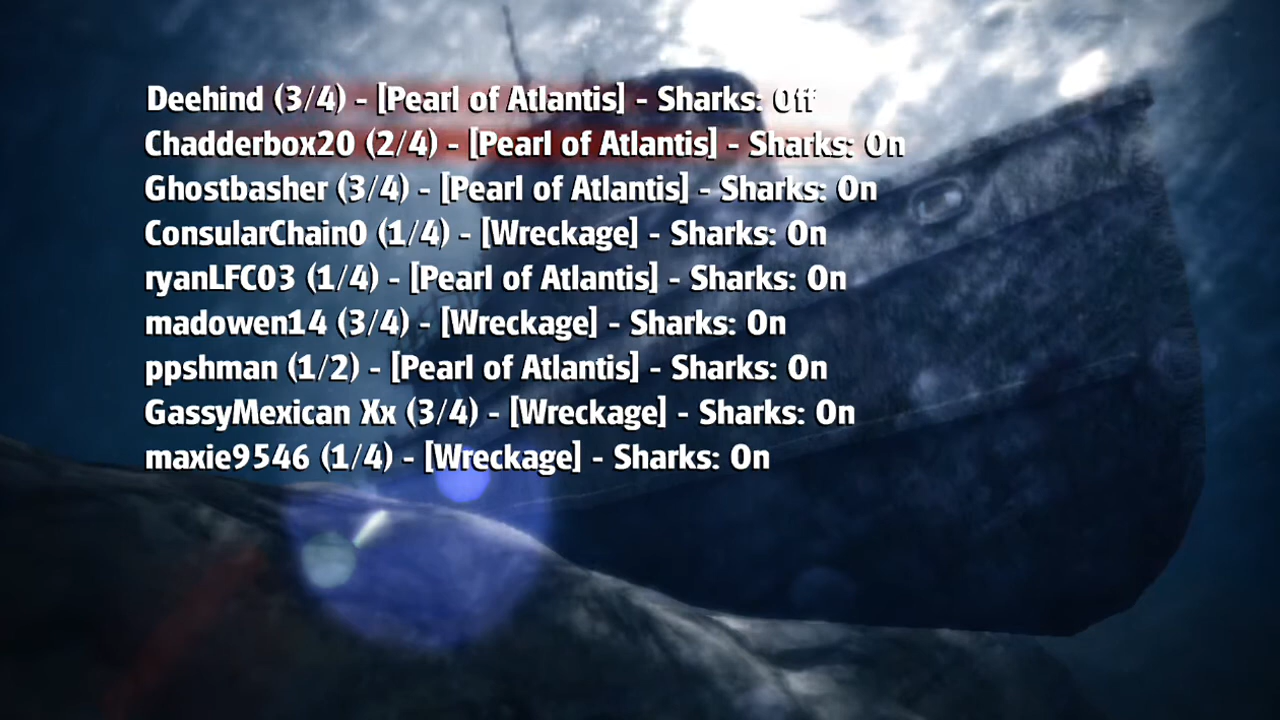 Deehind (3/4) - [Pearl of Atlantis] - Sharks: Off
Chadderbox20 (2/4) - [Pearl of Atlantis] - Sharks: On
Ghostbasher (3/4) - [Pearl of Atlantis] - Sharks: On
ConsularChain0 (1/4) - [Wreckage] - Sharks: On
ryanLFC03 (1/4) - [Pearl of Atlantis] - Sharks: On
madowen14 (3/4) - [Wreckage] - Sharks: On
ppshman (1/2) - [Pearl of Atlantis] - Sharks: On
GassyMexican Xx (3/4) - [Wreckage] - Sharks: On
maxie9546 (1/4) - [Wreckage] - Sharks: On